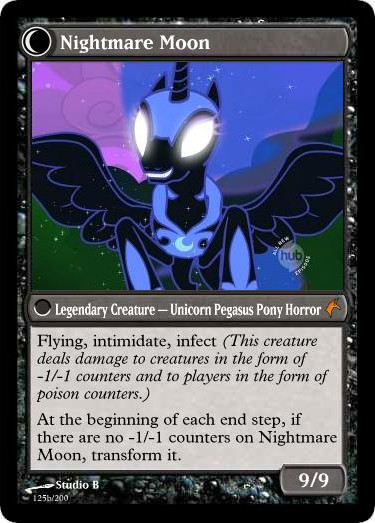 Nightmare Moon
ALL NEW
hub
EPISODE
Legendary Creature — Unicorn Pegasus Pony Horror
Flying, intimidate, infect (This creature
deals damage to creatures in the form of
-1/-1 counters and to players in the form of
poison counters.)
At the beginning of each end step, if
there are no -1/-1 counters on Nightmare
Moon, transform it.
9/9
Studio B
125b/200